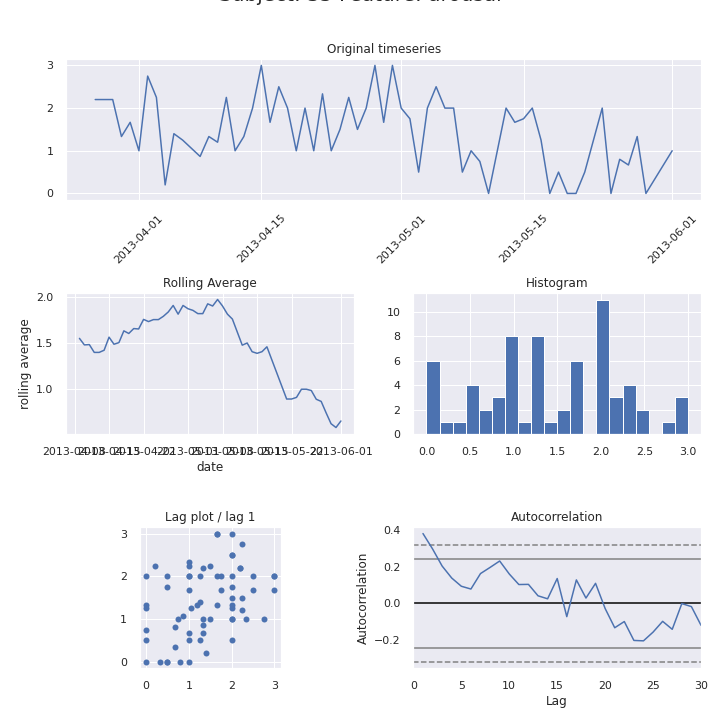 Original timeseries
3
2
1
0
2013-04-01
2013-04-15
2013-05-01
2013-05-15
2013-06-01
Rolling Average
2.0
1.5
1.0
rolling average
2013-06-01
date
Histogram
10
8
6
4
2
0
0.0 0.5 1.0 1.5 2.0 2.5 3.0
Lag plot / lag 1
3
2
1
0
0 1 2 3
Autocorrelation
0.4
0.2
0.0
−0.2
Autocorrelation
0 5 10 15 20 25 30
Lag